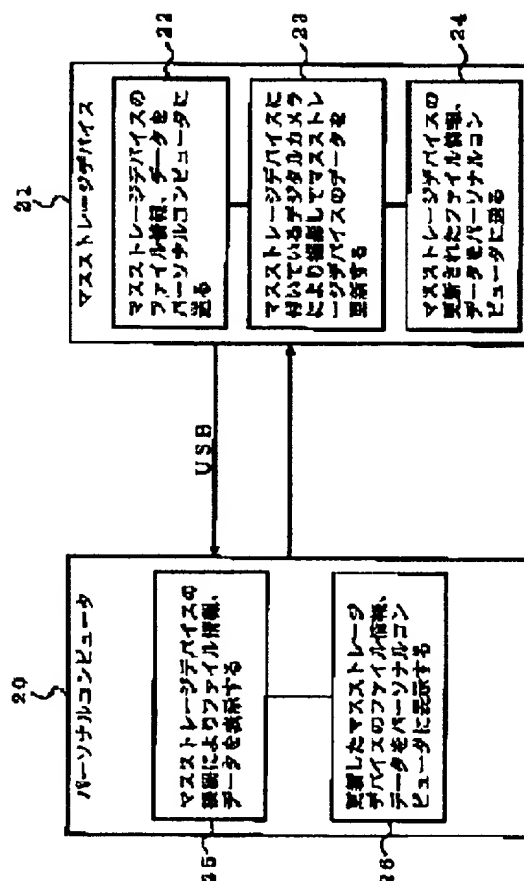 20
パーソナルコンピュータ
25
マスストレージデバイスの
接続によりファイル情報、
データを表示する
26
更新したマスストレージ
デバイスのファイル情報、
データをパーソナルコン
ピュータに表示する
USB
21
マスストレージデバイス
22
マスストレージデバイスの
ファイル情報、データを
パーソナルコンピュータに
送る
23
マスストレージデバイスに
付いているデジタルカメラ
により撮影してマスストレ
ージデバイスのデータを
更新する
24
マスストレージデバイスの
更新されたファイル情報、
データをパーソナルコン
ピュータに送る